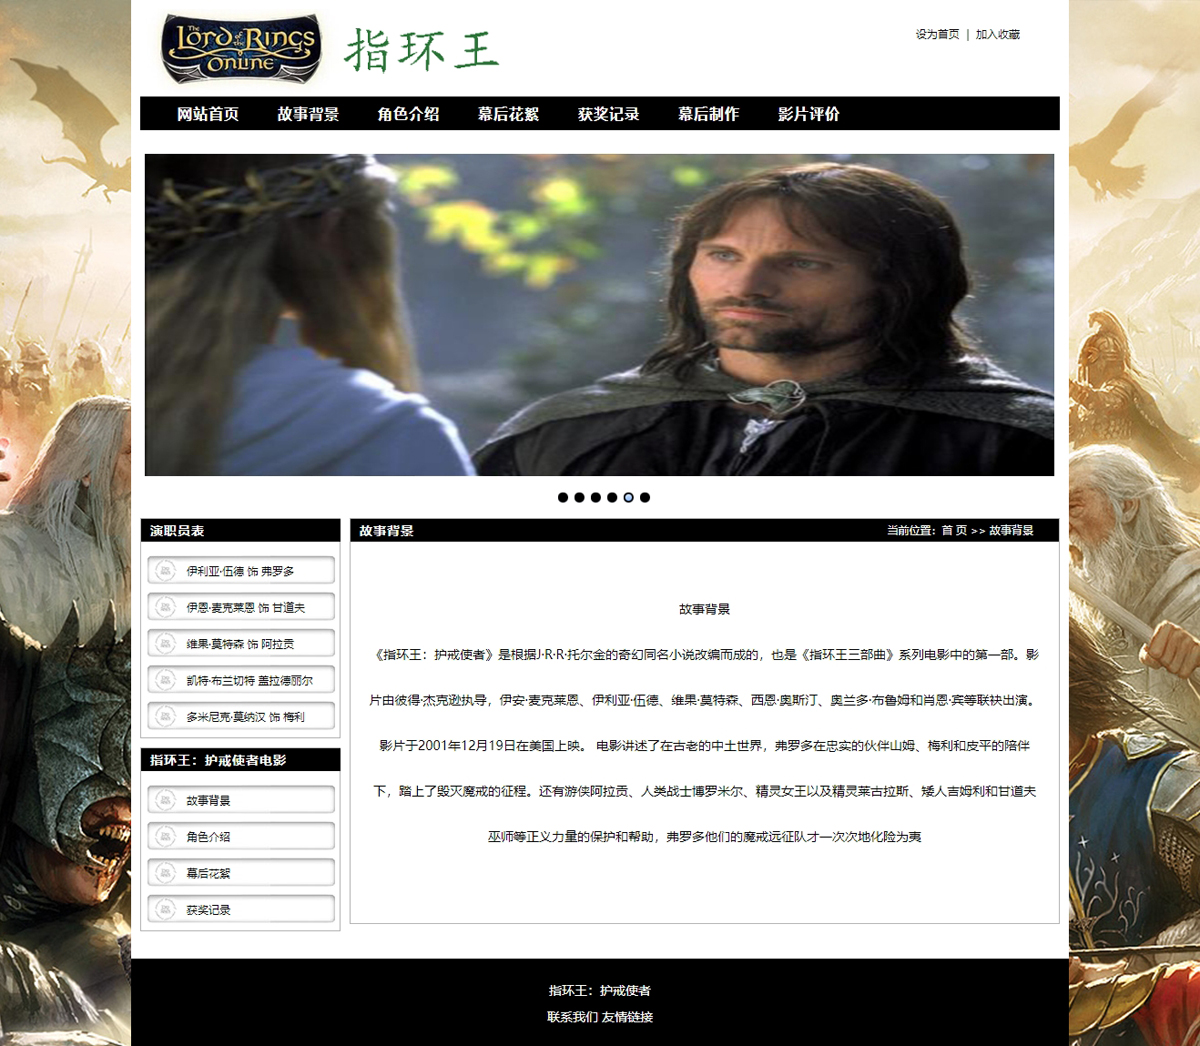 The
Lord of the Rings
Online
指环王
设为首页 | 加入收藏
网站首页 故事背景 角色介绍 幕后花絮 获奖记录 幕后制作 影片评价
演职员表
伊利亚·伍德 饰 弗罗多
伊恩·麦克莱恩 饰 甘道夫
维果·莫特森 饰 阿拉贡
凯特·布兰切特 盖拉德丽尔
多米尼克·莫纳汉 饰 梅利
指环王：护戒使者电影
故事背景
角色介绍
幕后花絮
获奖记录
故事背景 当前位置：首 页 >> 故事背景
故事背景
《指环王：护戒使者》是根据J·R·R·托尔金的奇幻同名小说改编而成的，也是《指环王三部曲》系列电影中的第一部。影
片由彼得·杰克逊执导，伊安·麦克莱恩、伊利亚·伍德、维果·莫特森、西恩·奥斯汀、奥兰多·布鲁姆和肖恩·宾等联袂出演。
影片于2001年12月19日在美国上映。 电影讲述了在古老的中土世界，弗罗多在忠实的伙伴山姆、梅利和皮平的陪伴
下，踏上了毁灭魔戒的征程。还有游侠阿拉贡、人类战士博罗米尔、精灵女王以及精灵莱古拉斯、矮人吉姆利和甘道夫
巫师等正义力量的保护和帮助，弗罗多他们的魔戒远征队才一次次地化险为夷
指环王：护戒使者
联系我们 友情链接